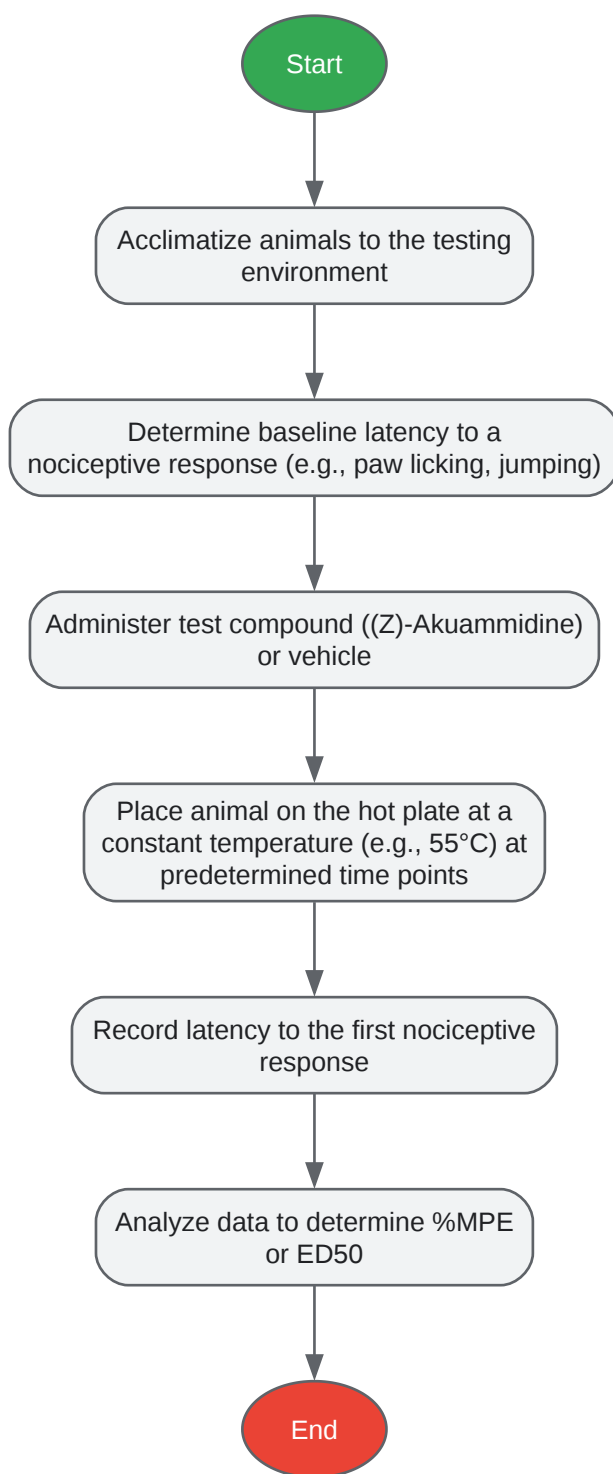 Start
Acclimatize animals to the testing
environment
Determine baseline latency to a
nociceptive response (e.g., paw licking, jumping)
Administer test compound ((Z)-Akuammidine)
or vehicle
Place animal on the hot plate at a
constant temperature (e.g., 55°C) at
predetermined time points
Record latency to the first nociceptive
response
Analyze data to determine %MPE
or ED50
End